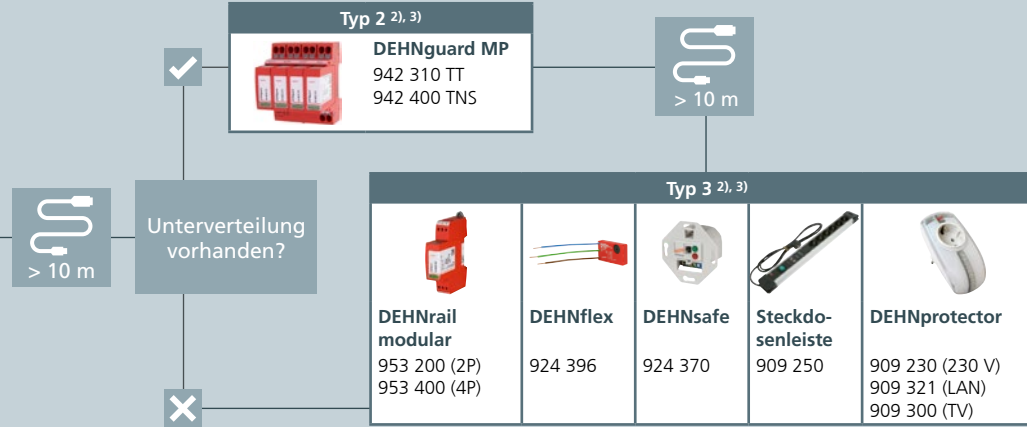 Typ 2 2), 3)
DEHNguard MP
942 310 TT
942 400 TNS
> 10 m
> 10 m
Unterverteilung
vorhanden?
Typ 3 2), 3)
DEHNrail
modular
953 200 (2P)
953 400 (4P)
DEHNflex
924 396
DEHNsafe
924 370
Steckdo-
senleiste
909 250
DEHNprotector
909 230 (230 V)
909 321 (LAN)
909 300 (TV)